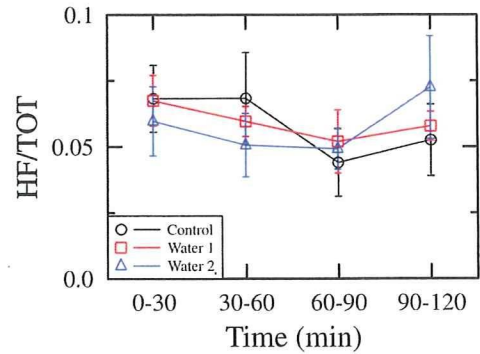 0.1
0.05
0.0
HF/TOT
Control
Water 1
Water 2
0-30 30-60 60-90 90-120
Time (min)